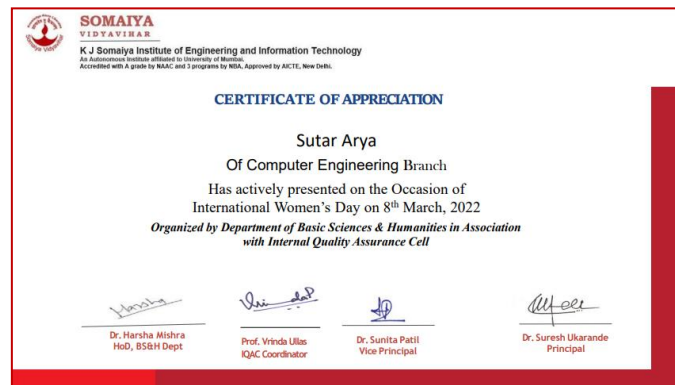 SOMAIYA
VIDYAVIHAR
K J Somaiya Institute of Engineering and Information Technology
An Autonomous Institute affiliated to University of Mumbai.
Accredited with A grade by NAAC and 3 programs by NBA, Approved by AICTE, New Delhi.
CERTIFICATE OF APPRECIATION
Sutar Arya
Of Computer Engineering Branch
Has actively presented on the Occasion of
International Women's Day on 8th March, 2022
Organized by Department of Basic Sciences & Humanities in Association
with Internal Quality Assurance Cell
Harsha
Dr. Harsha Mishra
HoD, BS&H Dept
Prof. Vrinda Ullas
IQAC Coordinator
Dr. Sunita Patil
Vice Principal
Dr. Suresh Ukarande
Principal